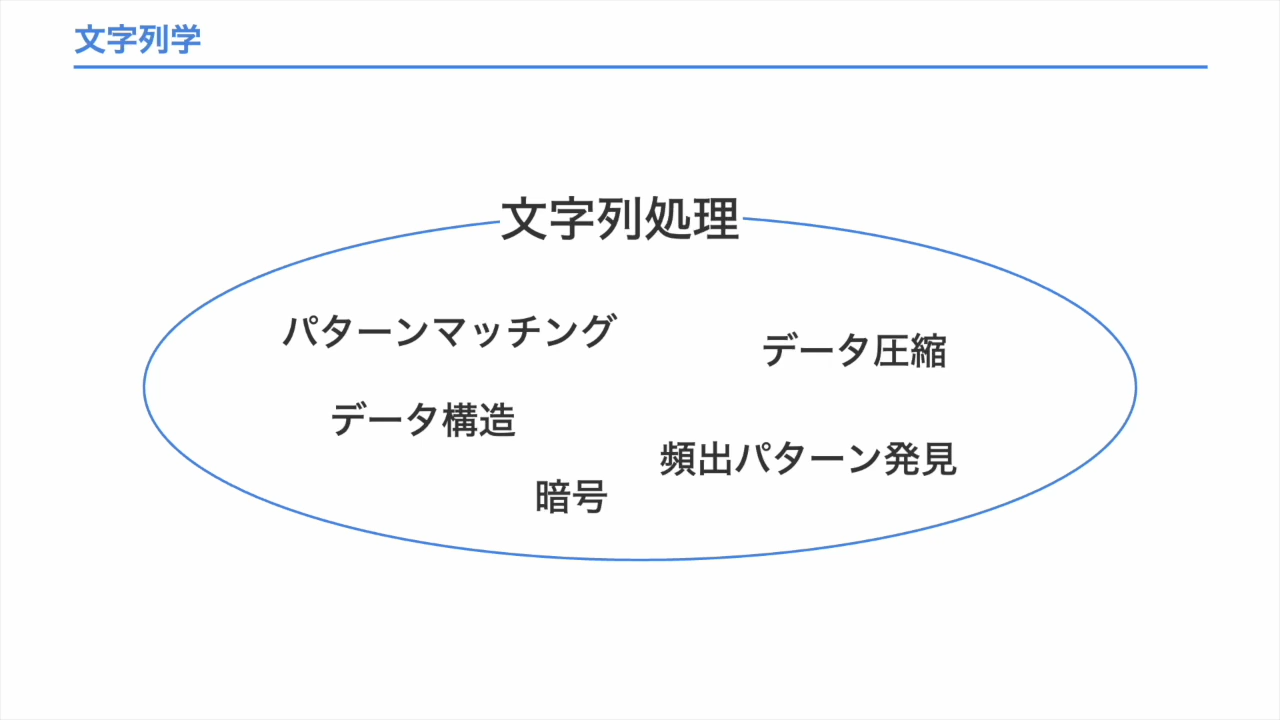 文字列学
文字列処理
パターンマッチング
データ圧縮
データ構造
頻出パターン発見
暗号